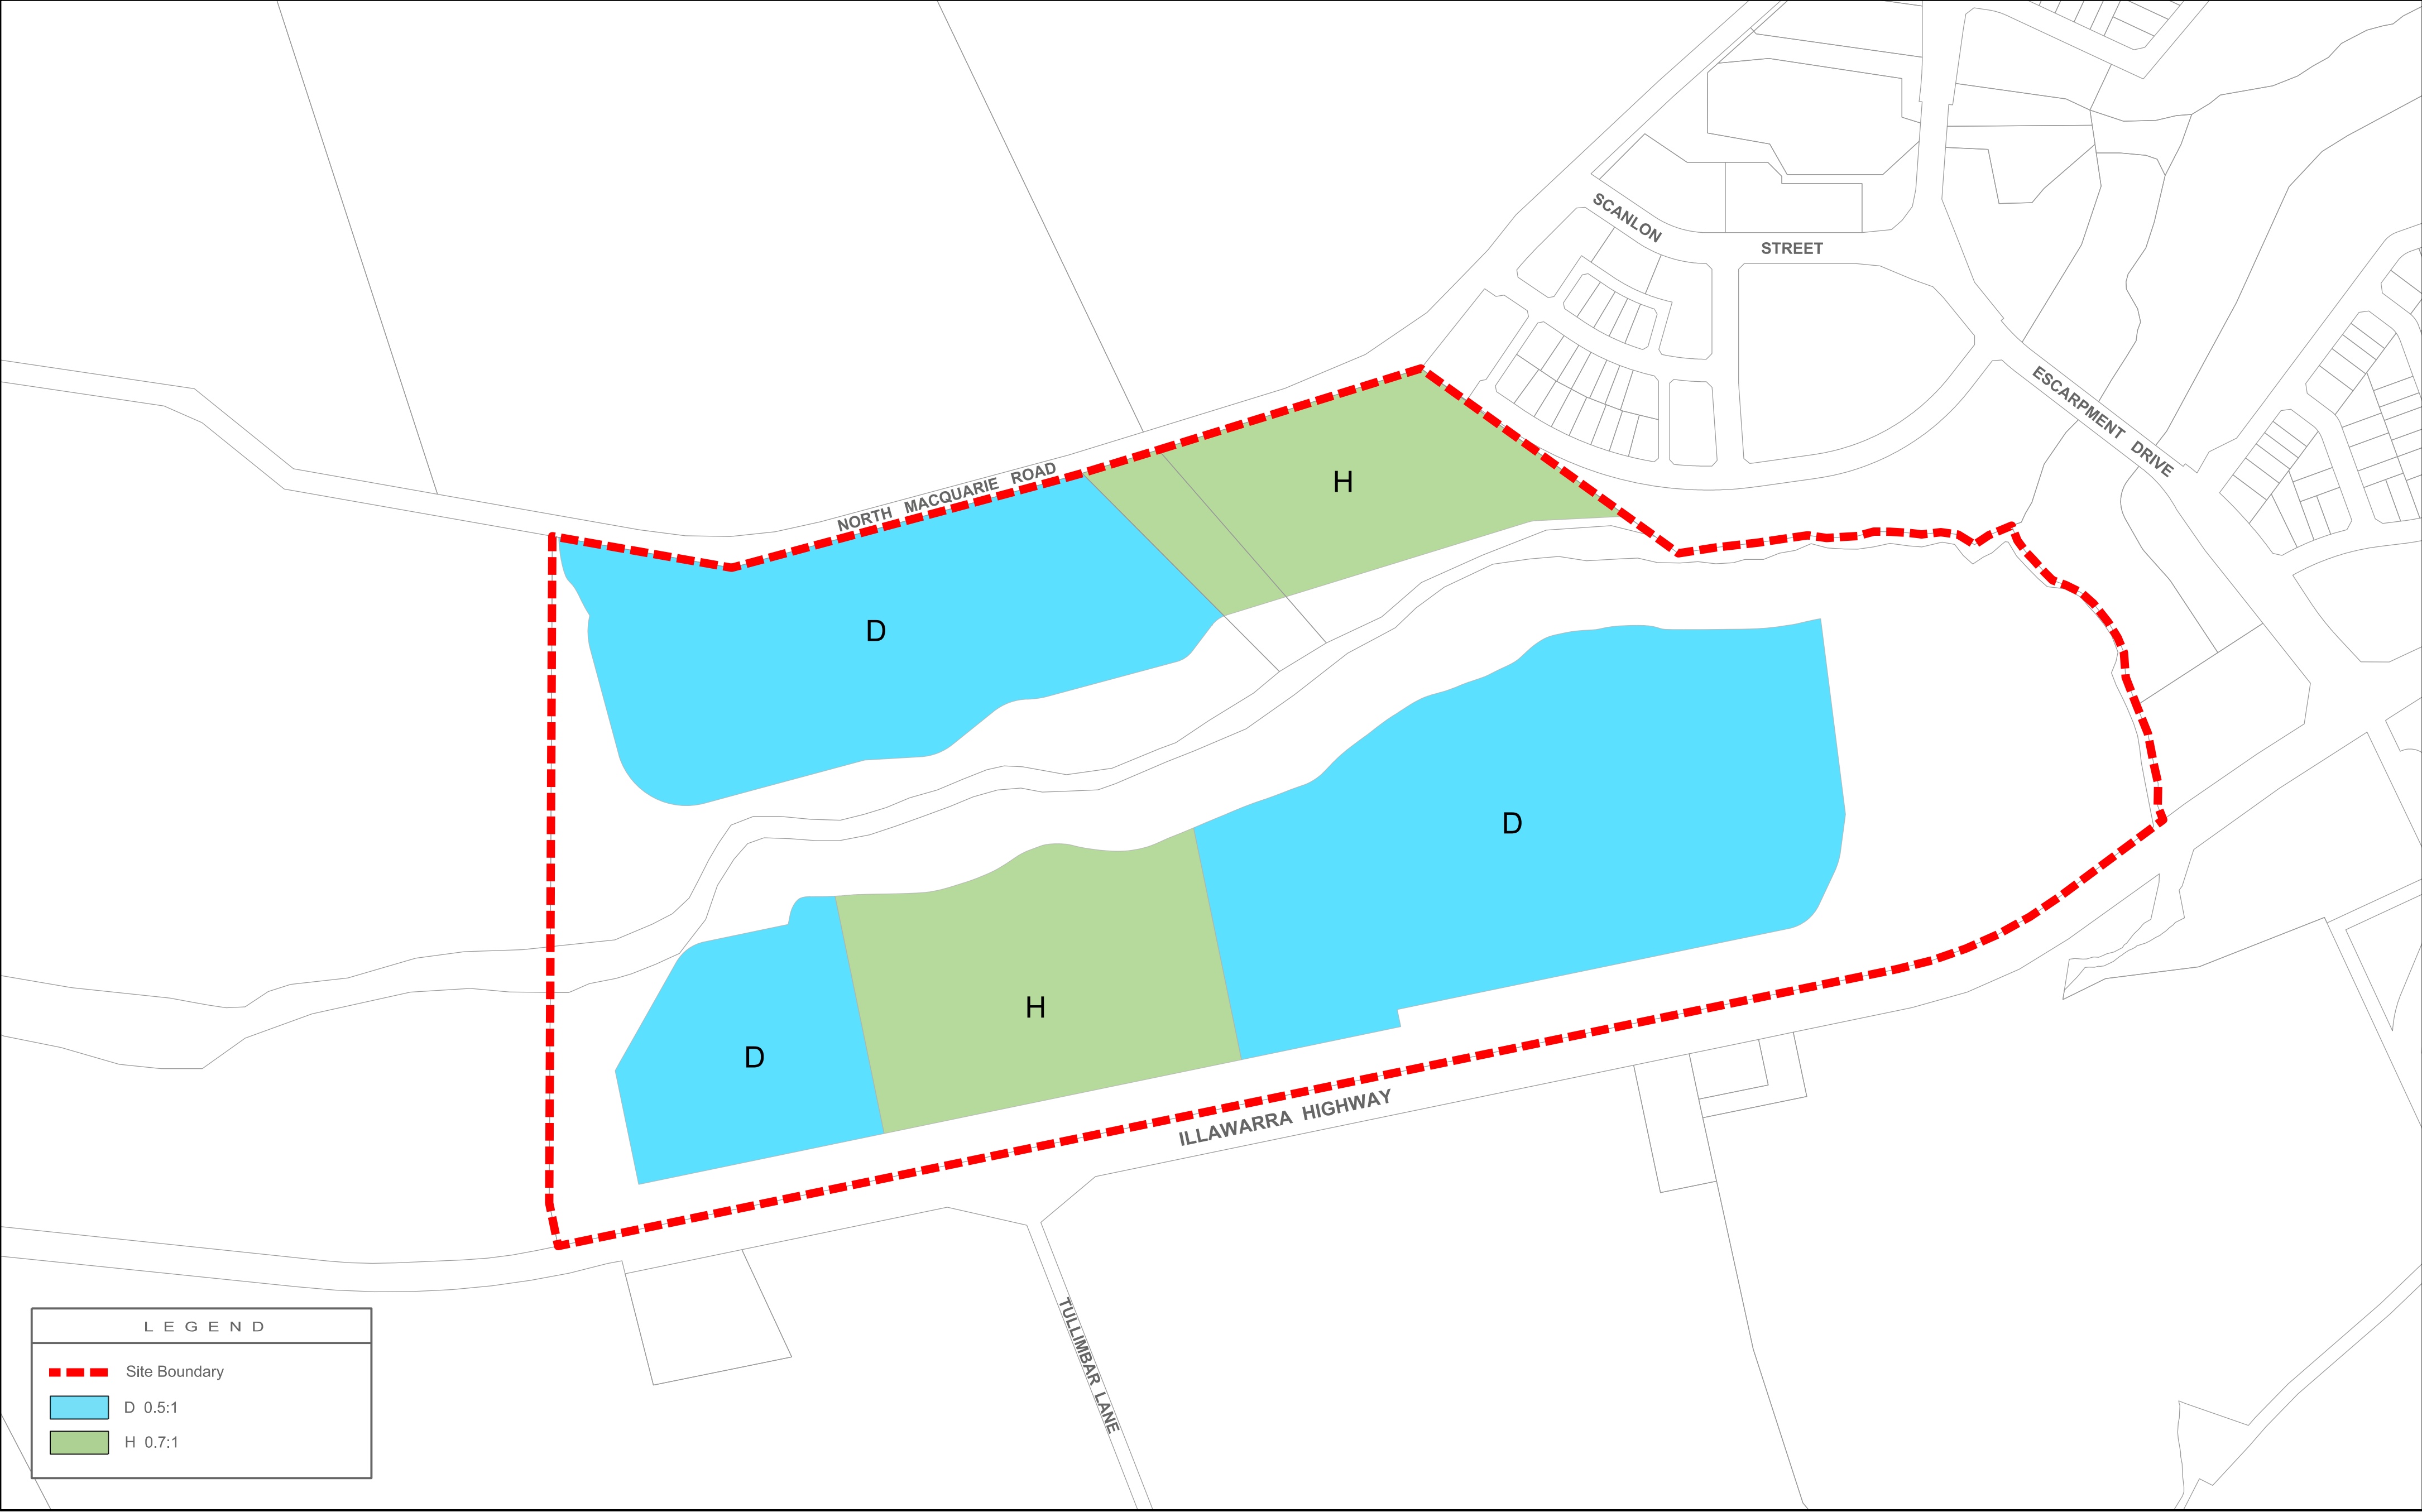 SCANLON
STREET
ESCARPMENT DRIVE
NORTH MACQUARIE ROAD
H
D
D
H
D
ILLAWARRA HIGHWAY
TULLIMBAR LANE
LEGEND
Site Boundary
D 0.5:1
H 0.7:1